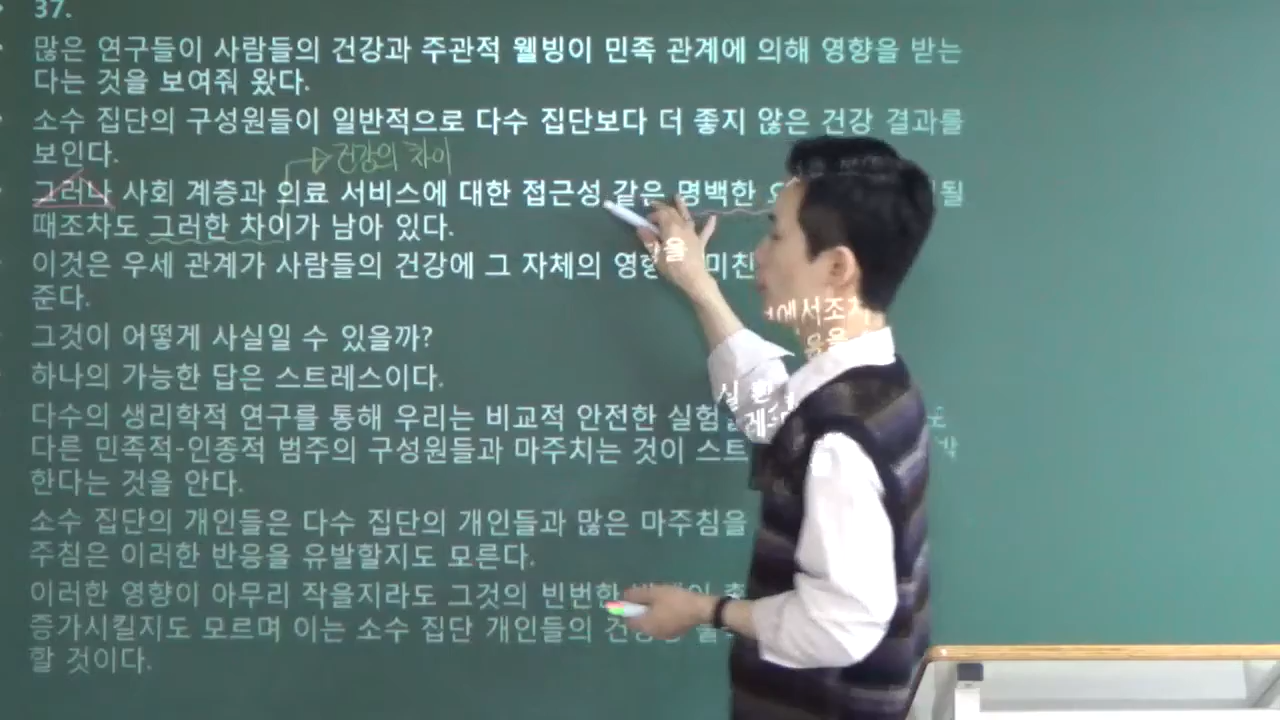 37.
많은 연구들이 사람들의 건강과 주관적 웰빙이 민족 관계에 의해 영향을 받는
다는 것을 보여줘 왔다.
소수 집단의 구성원들이 일반적으로 다수 집단보다 더 좋지 않은 건강 결과를
보인다.
건강의 차이
그러나 사회 계층과 의료 서비스에 대한 접근성 같은 명백한 될
때조차도 그러한 차이가 남아 있다.
이것은 우세 관계가 사람들의 건강에 그 자체의 미친
준다.
그것이 어떻게 사실일 수 있을까?
하나의 가능한 답은 스트레스이다.
다수의 생리학적 연구를 통해 우리는 비교적 안전한
다른 민족적-인종적 범주의 구성원들과 마주치는 것이
한다는 것을 안다.
소수 집단의 개인들은 다수 집단의 개인들과 많은 마주침을
주침은 이러한 반응을 유발할지도 모른다.
이러한 영향이 아무리 작을지라도 그것의 빈번한
증가시킬지도 모르며 이는 소수 집단 개인들의
할 것이다.